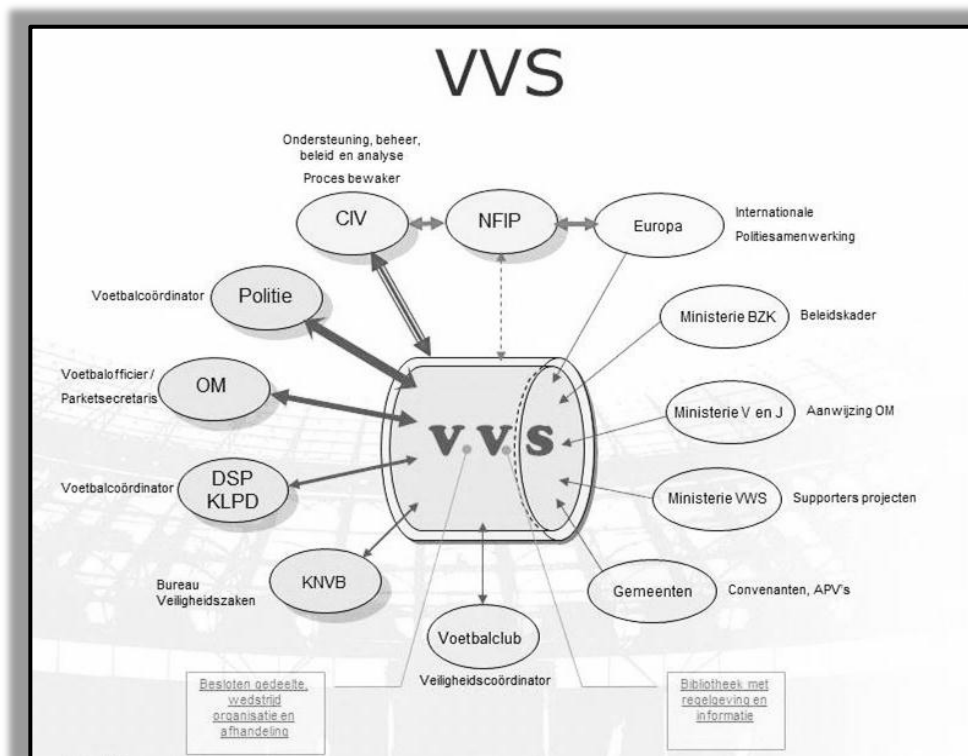 VVS
Ondersteuning, beheer,
beleid en analyse
Proces bewaker
CIV
NFIP
Europa
Internationale
Politiesamenwerking
Voetbalcoördinator
Politie
Ministerie BZK
Beleidskader
Voetbalofficier /
Parketsecretaris
OM
v.v.s
Ministerie V en J
Aanwijzing OM
Voetbalcoördinator
DSP
KLPD
Ministerie VWS
Supporters projecten
Bureau
Veiligheidszaken
KNVB
Gemeenten
Convenanten, APV's
Voetbalclub
Veiligheidscoördinator
Besloten gedeelte,
wedstrijd
organisatie en
afhandeling
Bibliotheek met
regelgeving en
informatie